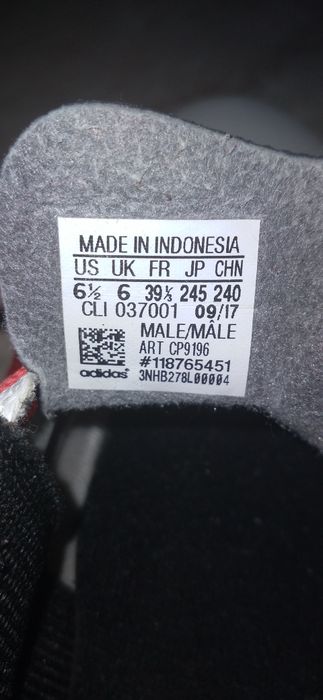 MADE IN INDONESIA
US UK FR JP CHN
6½ 6 39⅓ 245 240
CLI 037001 09/17
MALE/MÂLE
ART CP9196
#118765451
adidas® 3NHB278L00004